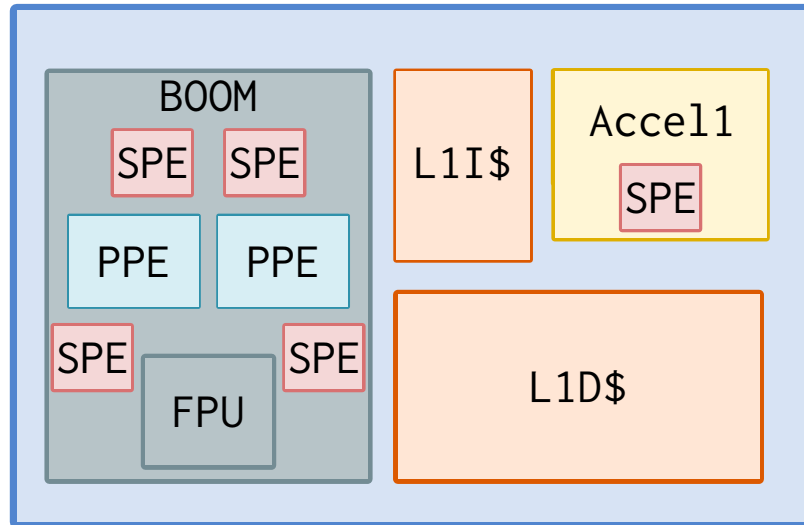 BOOM
SPE SPE
PPE PPE
SPE SPE
FPU
L1I$
Accel1
SPE
L1D$